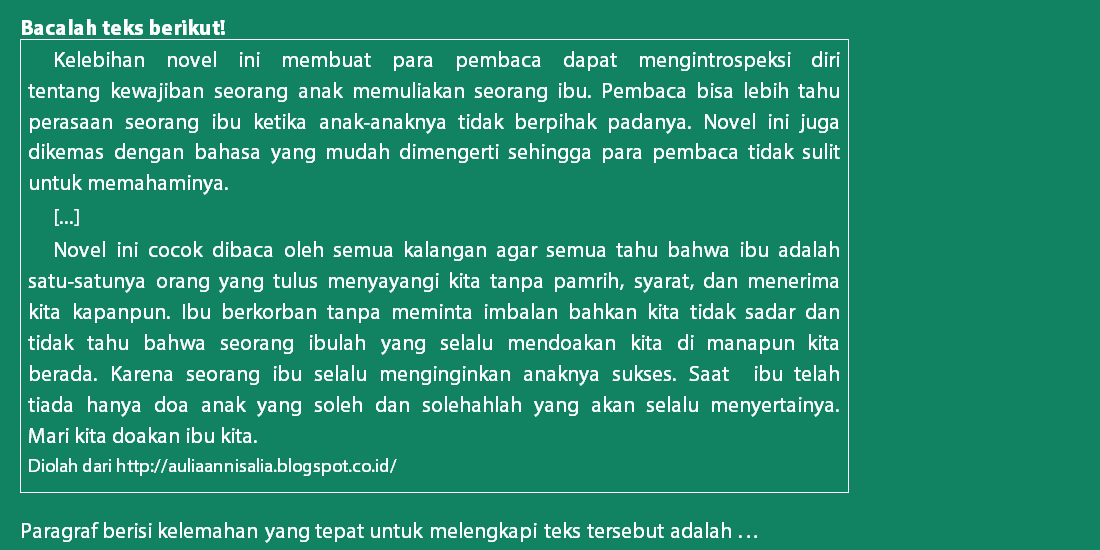 Bacalah teks berikut!
Kelebihan novel ini membuat para pembaca dapat mengintrospeksi diri
tentang kewajiban seorang anak memuliakan seorang ibu. Pembaca bisa lebih tahu
perasaan seorang ibu ketika anak-anaknya tidak berpihak padanya. Novel ini juga
dikemas dengan bahasa yang mudah dimengerti sehingga para pembaca tidak sulit
untuk memahaminya.
[...]
Novel ini cocok dibaca oleh semua kalangan agar semua tahu bahwa ibu adalah
satu-satunya orang yang tulus menyayangi kita tanpa pamrih, syarat, dan menerima
kita kapanpun. Ibu berkorban tanpa meminta imbalan bahkan kita tidak sadar dan
tidak tahu bahwa seorang ibulah yang selalu mendoakan kita di manapun kita
berada. Karena seorang ibu selalu menginginkan anaknya sukses. Saat ibu telah
tiada hanya doa anak yang soleh dan solehahlah yang akan selalu menyertainya.
Mari kita doakan ibu kita.
Diolah dari http://auliaannisalia.blogspot.co.id/
Paragraf berisi kelemahan yang tepat untuk melengkapi teks tersebut adalah ...